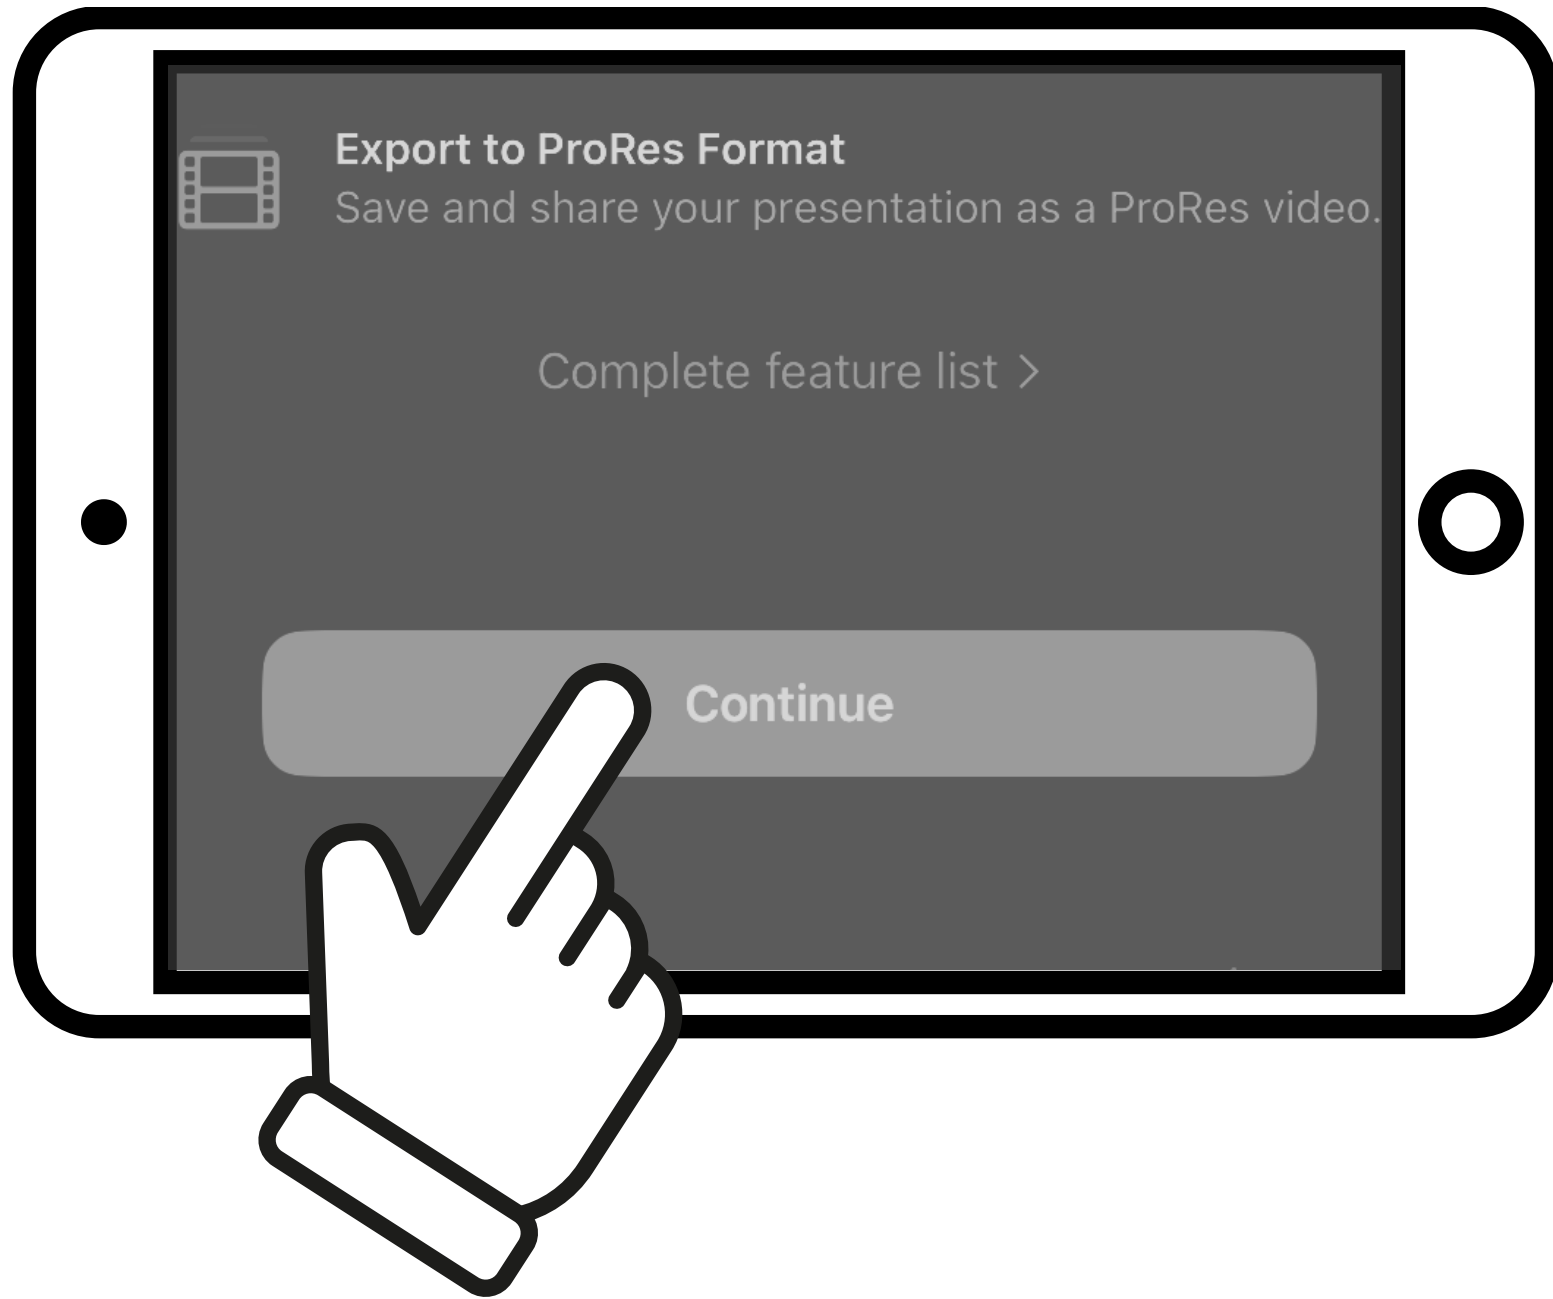 Export to ProRes Format
Save and share your presentation as a ProRes video.
Complete feature list >
Continue